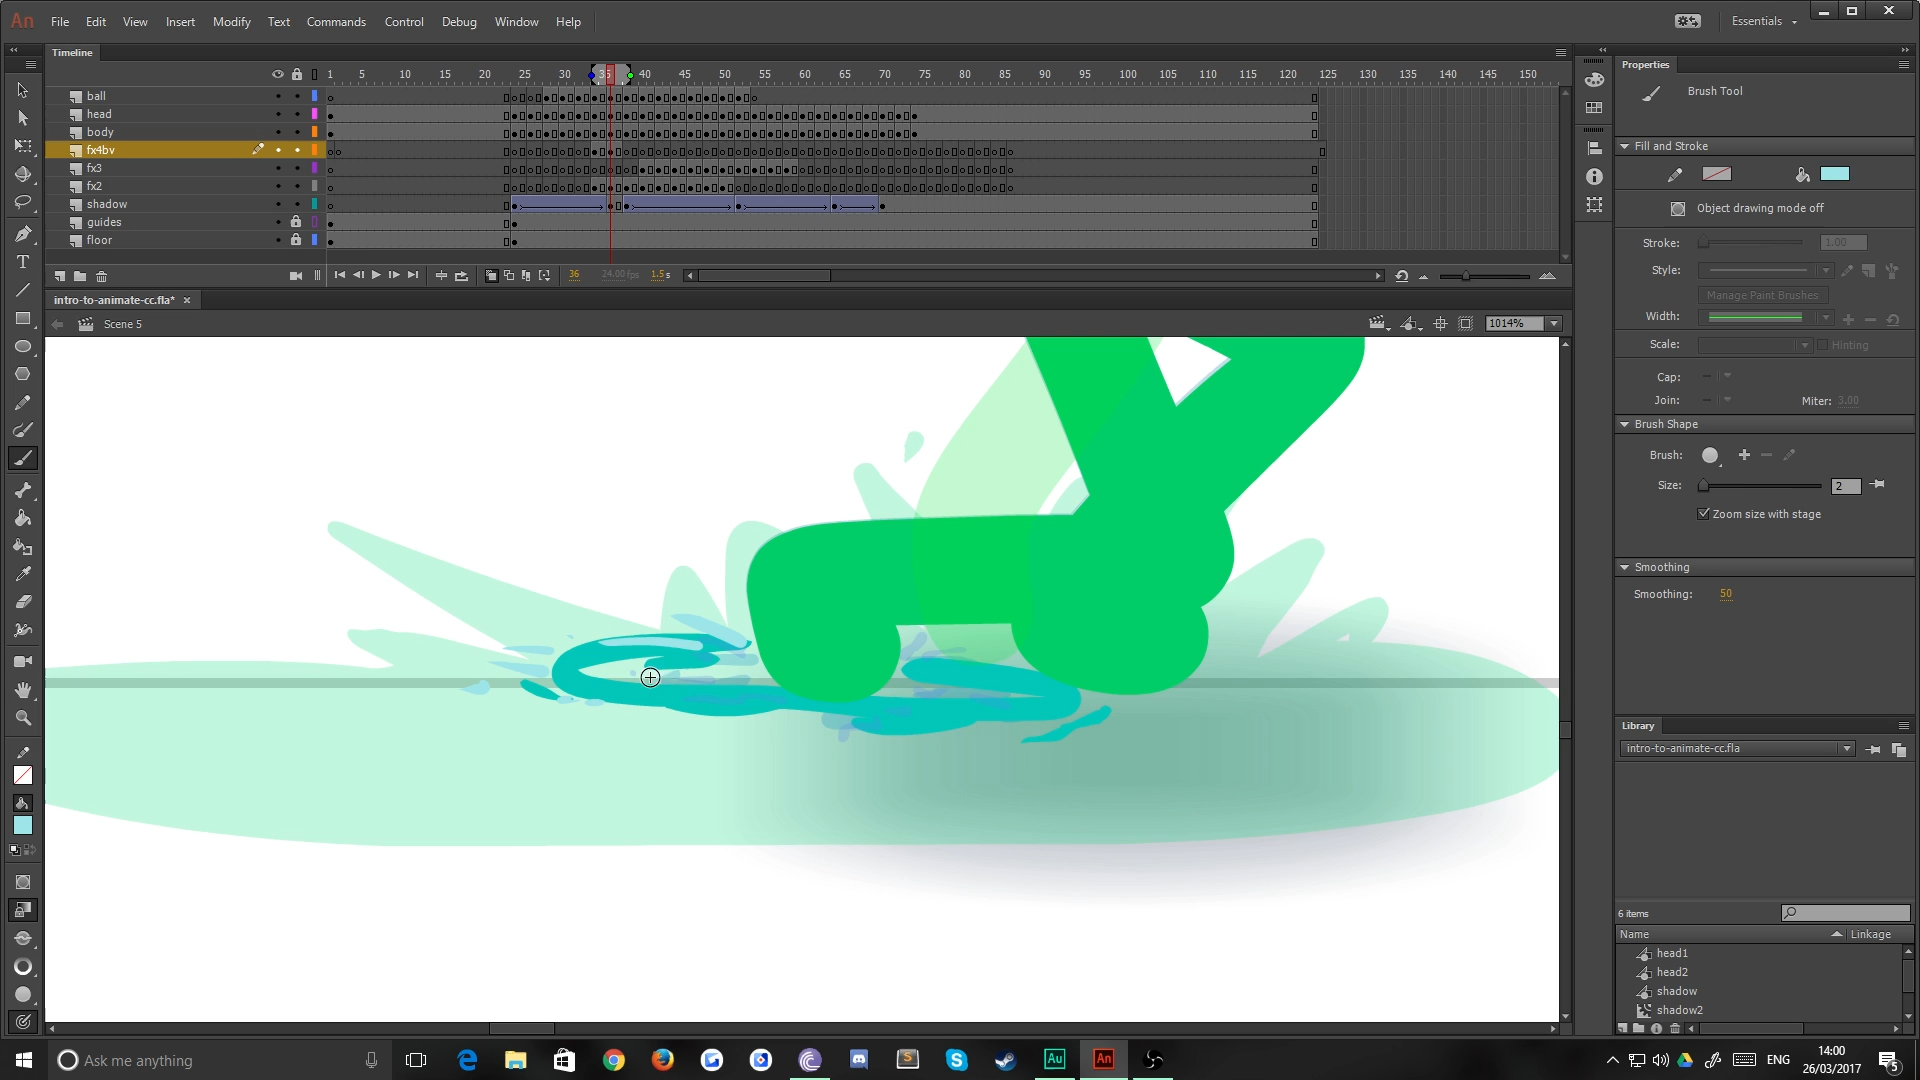 An File Edit View Insert Modify Text Commands Control Debug Window Help Essentials
Timeline
1 5 10 15 20 25 30 35 40 45 50 55 60 65 70 75 80 85 90 95 100 105 110 115 120 125 130 135 140 145 150
ball
head
body
fx4bv
fx3
fx2
shadow
guides
floor
36 24.00 fps 1.5 s
intro-to-animate-cc.fla*
Scene 5
1014%
T
Properties
Brush Tool
Fill and Stroke
Object drawing mode off
Stroke: 1.00
Style:
Manage Paint Brushes
Width:
Scale: Hinting
Cap:
Join: Miter: 3.00
Brush Shape
Brush:
Size: 2
Zoom size with stage
Smoothing
Smoothing: 50
Library
intro-to-animate-cc.fla
6 items
Name Linkage
head1
head2
shadow
shadow2
Ask me anything
Au An
ENG
14:00
26/03/2017
5